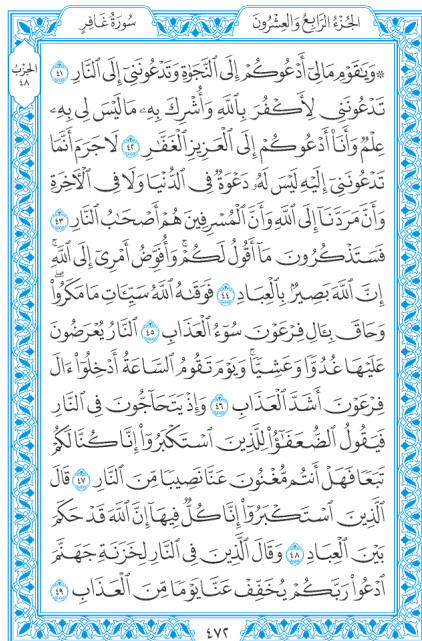 الجُزْءُ الرَّابِعُ وَالعِشْرُونَ
سُورَةُ غَافِرٍ
الحِزْبُ
٤٨
۞ وَيَٰقَوْمِ مَالِىٓ أَدْعُوكُمْ إِلَى ٱلنَّجَوٰةِ وَتَدْعُونَنِىٓ إِلَى ٱلنَّارِ ٤١
تَدْعُونَنِى لِأَكْفُرَ بِٱللَّهِ وَأُشْرِكَ بِهِۦ مَا لَيْسَ لِى بِهِۦ
عِلْمٌ وَأَنَا۠ أَدْعُوكُمْ إِلَى ٱلْعَزِيزِ ٱلْغَفَّٰرِ ٤٢ لَا جَرَمَ أَنَّمَا
تَدْعُونَنِىٓ إِلَيْهِ لَيْسَ لَهُۥ دَعْوَةٌ فِى ٱلدُّنْيَا وَلَا فِى ٱلْأَخِرَةِ
وَأَنَّ مَرَدَّنَآ إِلَى ٱللَّهِ وَأَنَّ ٱلْمُسْرِفِينَ هُمْ أَصْحَٰبُ ٱلنَّارِ ٤٣
فَسَتَذْكُرُونَ مَآ أَقُولُ لَكُمْ ۚ وَأُفَوِّضُ أَمْرِىٓ إِلَى ٱللَّهِ ۚ
إِنَّ ٱللَّهَ بَصِيرٌۢ بِٱلْعِبَادِ ٤٤ فَوَقَىٰهُ ٱللَّهُ سَيِّـَٔاتِ مَا مَكَرُوا۟ ۖ
وَحَاقَ بِـَٔالِ فِرْعَوْنَ سُوٓءُ ٱلْعَذَابِ ٤٥ ٱلنَّارُ يُعْرَضُونَ
عَلَيْهَا غُدُوًّا وَعَشِيًّا ۖ وَيَوْمَ تَقُومُ ٱلسَّاعَةُ أَدْخِلُوٓا۟ ءَالَ
فِرْعَوْنَ أَشَدَّ ٱلْعَذَابِ ٤٦ وَإِذْ يَتَحَآجُّونَ فِى ٱلنَّارِ
فَيَقُولُ ٱلضُّعَفَٰٓؤُا۟ لِلَّذِينَ ٱسْتَكْبَرُوٓا۟ إِنَّا كُنَّا لَكُمْ
تَبَعًا فَهَلْ أَنتُم مُّغْنُونَ عَنَّا نَصِيبًا مِّنَ ٱلنَّارِ ٤٧ قَالَ
ٱلَّذِينَ ٱسْتَكْبَرُوٓا۟ إِنَّا كُلٌّ فِيهَآ إِنَّ ٱللَّهَ قَدْ حَكَمَ
بَيْنَ ٱلْعِبَادِ ٤٨ وَقَالَ ٱلَّذِينَ فِى ٱلنَّارِ لِخَزَنَةِ جَهَنَّمَ
ٱدْعُوا۟ رَبَّكُمْ يُخَفِّفْ عَنَّا يَوْمًا مِّنَ ٱلْعَذَابِ ٤٩
٤٧٢